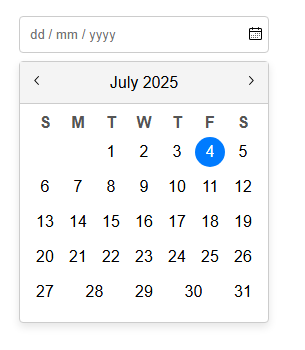 dd / mm / yyyy
July 2025
S M T W T F S
1 2 3 4 5
6 7 8 9 10 11 12
13 14 15 16 17 18 19
20 21 22 23 24 25 26
27 28 29 30 31